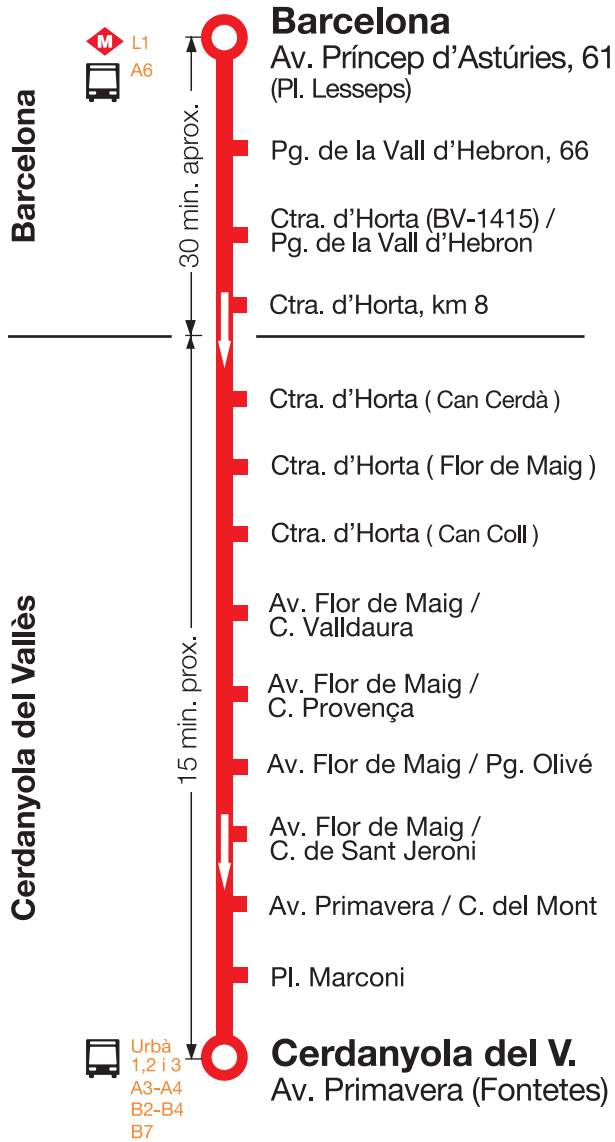 Barcelona
M L1
A6
Barcelona
Av. Príncep d'Astúries, 61
(Pl. Lesseps)
30 min. aprox.
Pg. de la Vall d'Hebron, 66
Ctra. d'Horta (BV-1415) /
Pg. de la Vall d'Hebron
Ctra. d'Horta, km 8
Cerdanyola del Vallès
15 min. prox.
Ctra. d'Horta ( Can Cerdà )
Ctra. d'Horta ( Flor de Maig )
Ctra. d'Horta ( Can Coll )
Av. Flor de Maig /
C. Valldaura
Av. Flor de Maig /
C. Provença
Av. Flor de Maig / Pg. Olivé
Av. Flor de Maig /
C. de Sant Jeroni
Av. Primavera / C. del Mont
Pl. Marconi
Urbà
1,2 i 3
A3-A4
B2-B4
B7
Cerdanyola del V.
Av. Primavera (Fontetes)